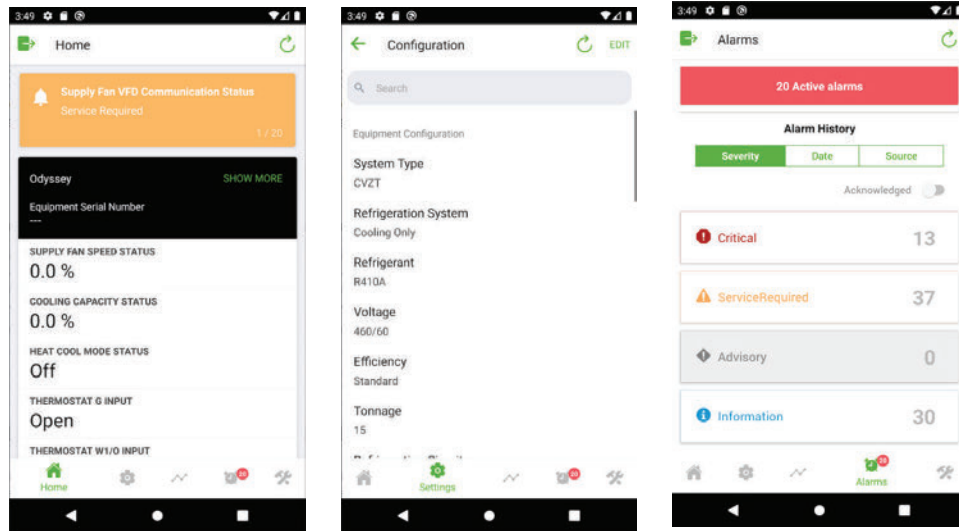 3:49
Home
Supply Fan VFD Communication Status
Service Required
1 / 20
Odyssey
SHOW MORE
Equipment Serial Number
---
SUPPLY FAN SPEED STATUS
0.0 %
COOLING CAPACITY STATUS
0.0 %
HEAT COOL MODE STATUS
Off
THERMOSTAT G INPUT
Open
THERMOSTAT W1/O INPUT
20
Home
3:49
Configuration
EDIT
Search
Equipment Configuration
System Type
CVZT
Refrigeration System
Cooling Only
Refrigerant
R410A
Voltage
460/60
Efficiency
Standard
Tonnage
15
20
Settings
3:49
Alarms
20 Active alarms
Alarm History
Severity Date Source
Acknowledged
Critical 13
ServiceRequired 37
Advisory 0
Information 30
20
Alarms